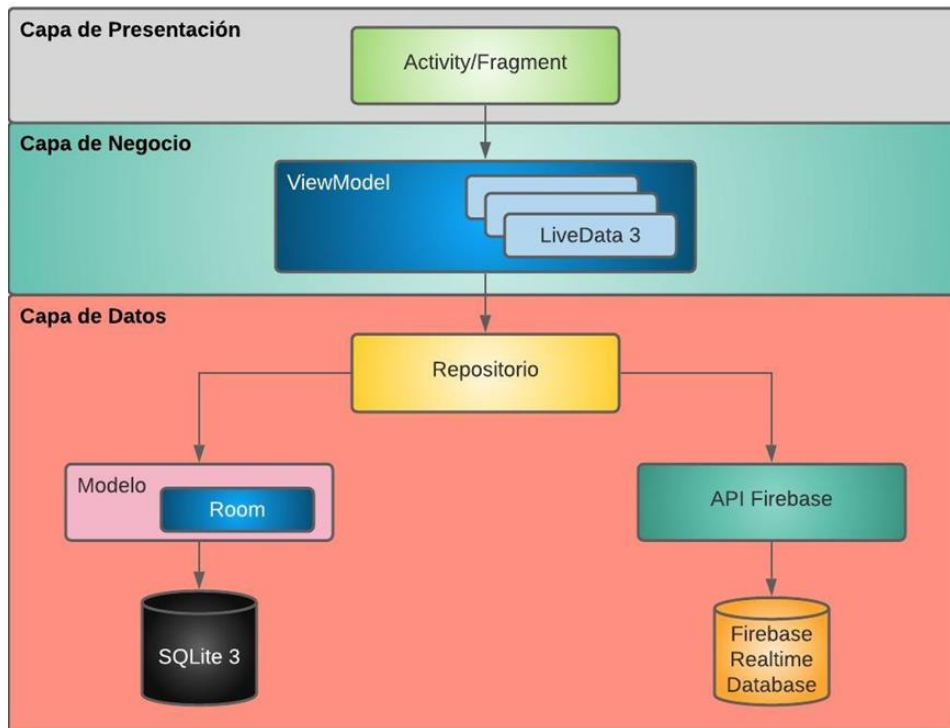 Capa de Presentación
Activity/Fragment
Capa de Negocio
ViewModel
LiveData 3
Capa de Datos
Repositorio
Modelo
Room
API Firebase
SQLite 3
Firebase
Realtime
Database